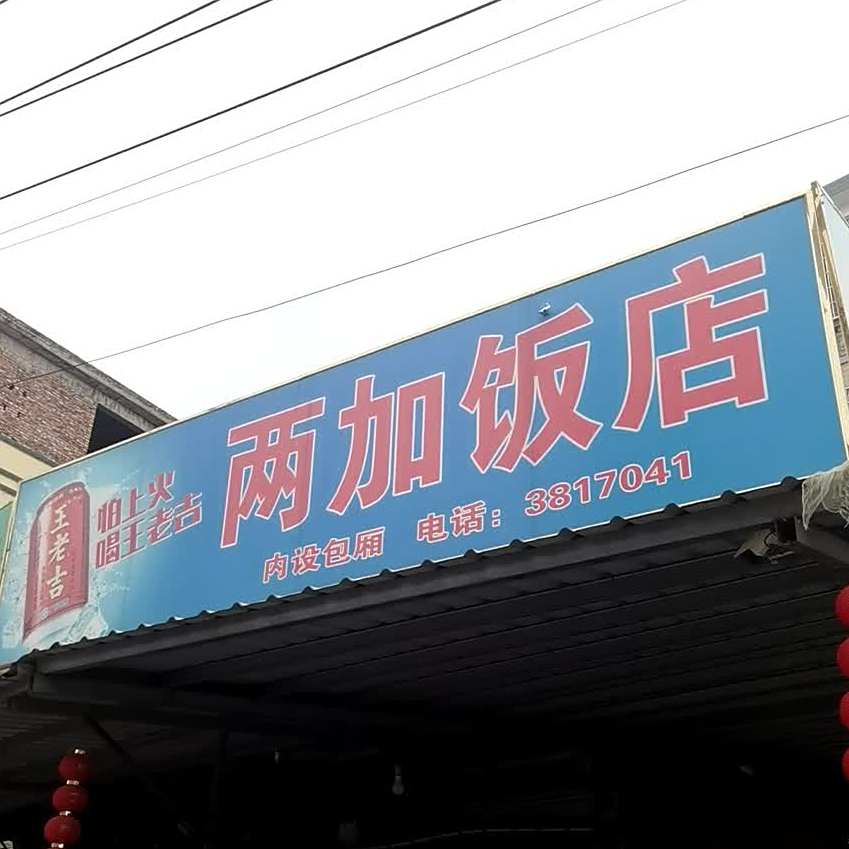 王老吉
怕上火
喝王老吉
两加饭店
内设包厢 电话：3817041